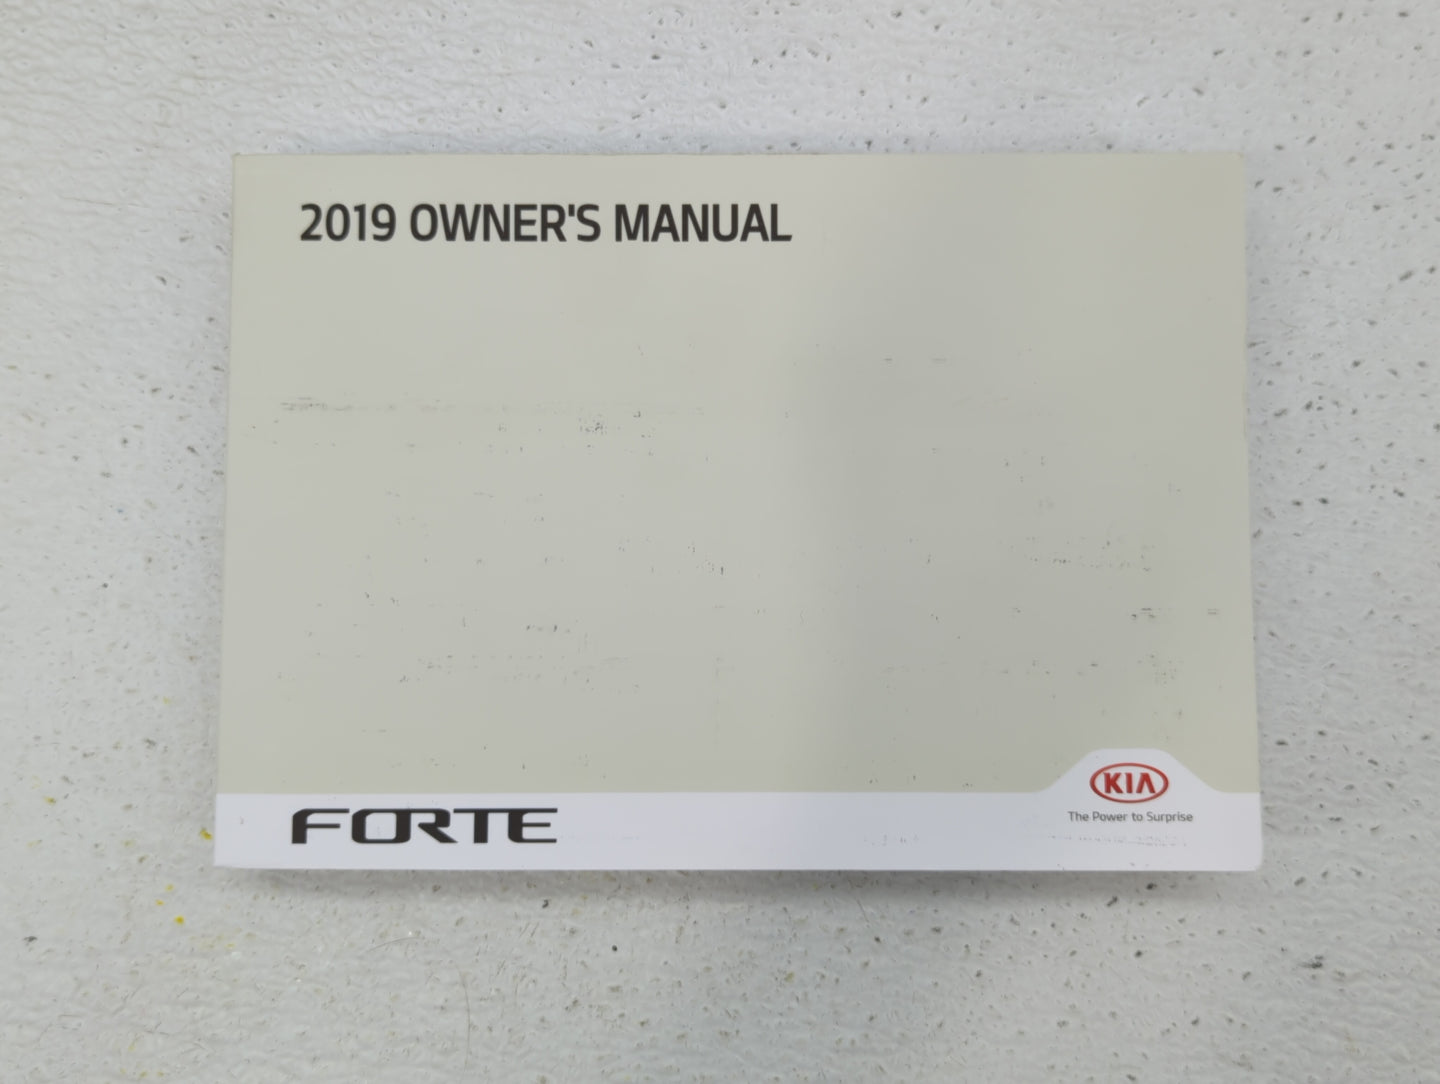 2019 OWNER'S MANUAL
FORTE
KIA
The Power to Surprise